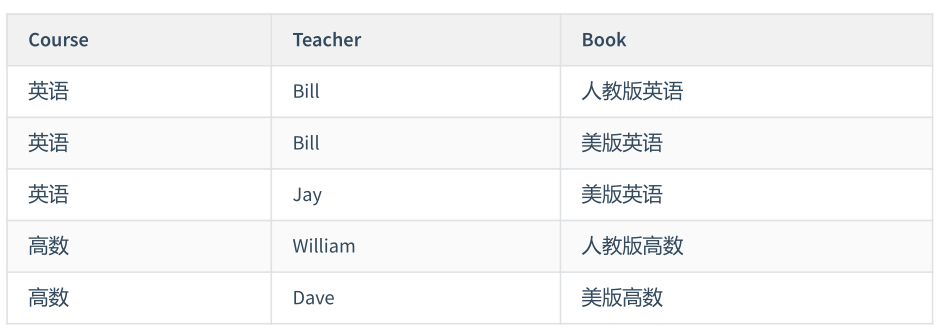 Course Teacher Book
英语 Bill 人教版英语
英语 Bill 美版英语
英语 Jay 美版英语
高数 William 人教版高数
高数 Dave 美版高数